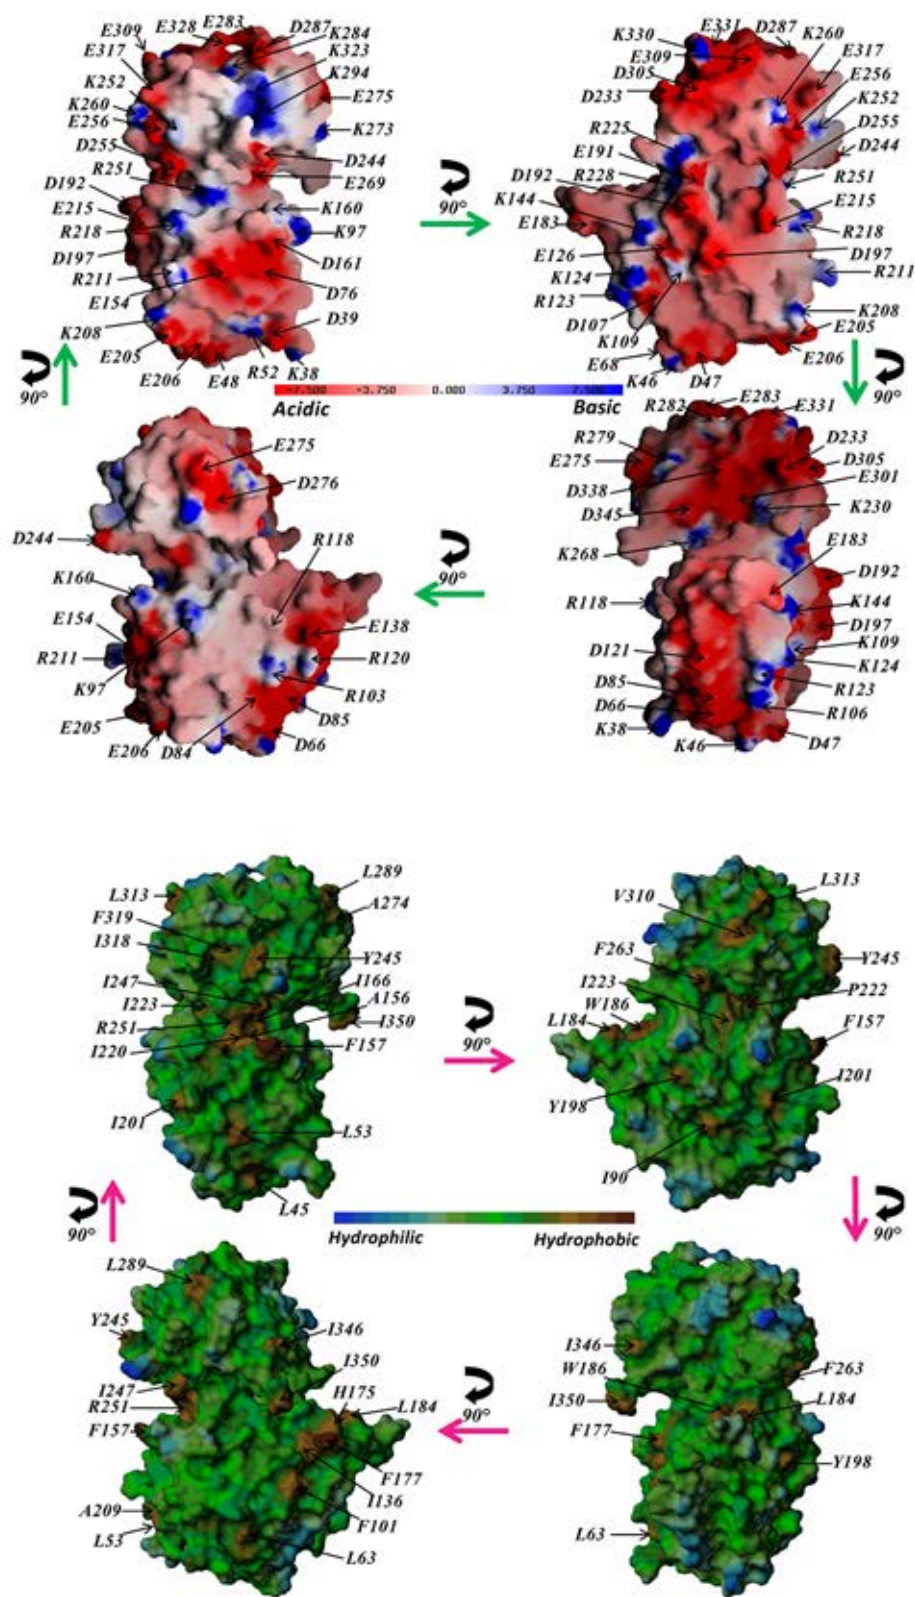 E309 E328 E283 D287
K284
E317 K323
K252 K294
K260 E275
E256 K273
D255 D244
R251 E269
D192 K160
E215 K97
R218 D161
D197
R211 D76
E154 D39
K208
E205 E206 E48 R52 K38
90°
K330 E331 D287 K260
E309 E317
D305 E256
D233 K252
R225 D255
E191 D244
D192 R228 R251
K144 E215
E183 R218
E126 D197
K124 R211
R123 K208
D107 E205
K109 E206
E68
K46 D47
90°
90°
-7.500 -3.750 0.000 3.750 7.500
Acidic Basic
E275
D276
D244 R118
K160 E138
E154 R120
R211 R103
K97 D85
E205 D66
E206 D84
90°
R282 E283 E331
R279 D233
E275 D305
D338 E301
D345 K230
K268 E183
D192
R118 K144
D197
D121 K109
K124
D85 R123
D66 R106
K38
K46 D47
L313 L289
F319 A274
I318 Y245
I247 I166
I223 A156
R251 I350
I220 F157
I201 L53
L45
90°
V310 L313
F263 Y245
I223 P222
W186
L184 F157
Y198 I201
I90
90°
90°
Hydrophilic Hydrophobic
L289
Y245 I346
I350
I247 H175
R251 L184
F157 F177
I136
A209 F101
L53 L63
90°
I346
W186 F263
I350 L184
F177 Y198
L63